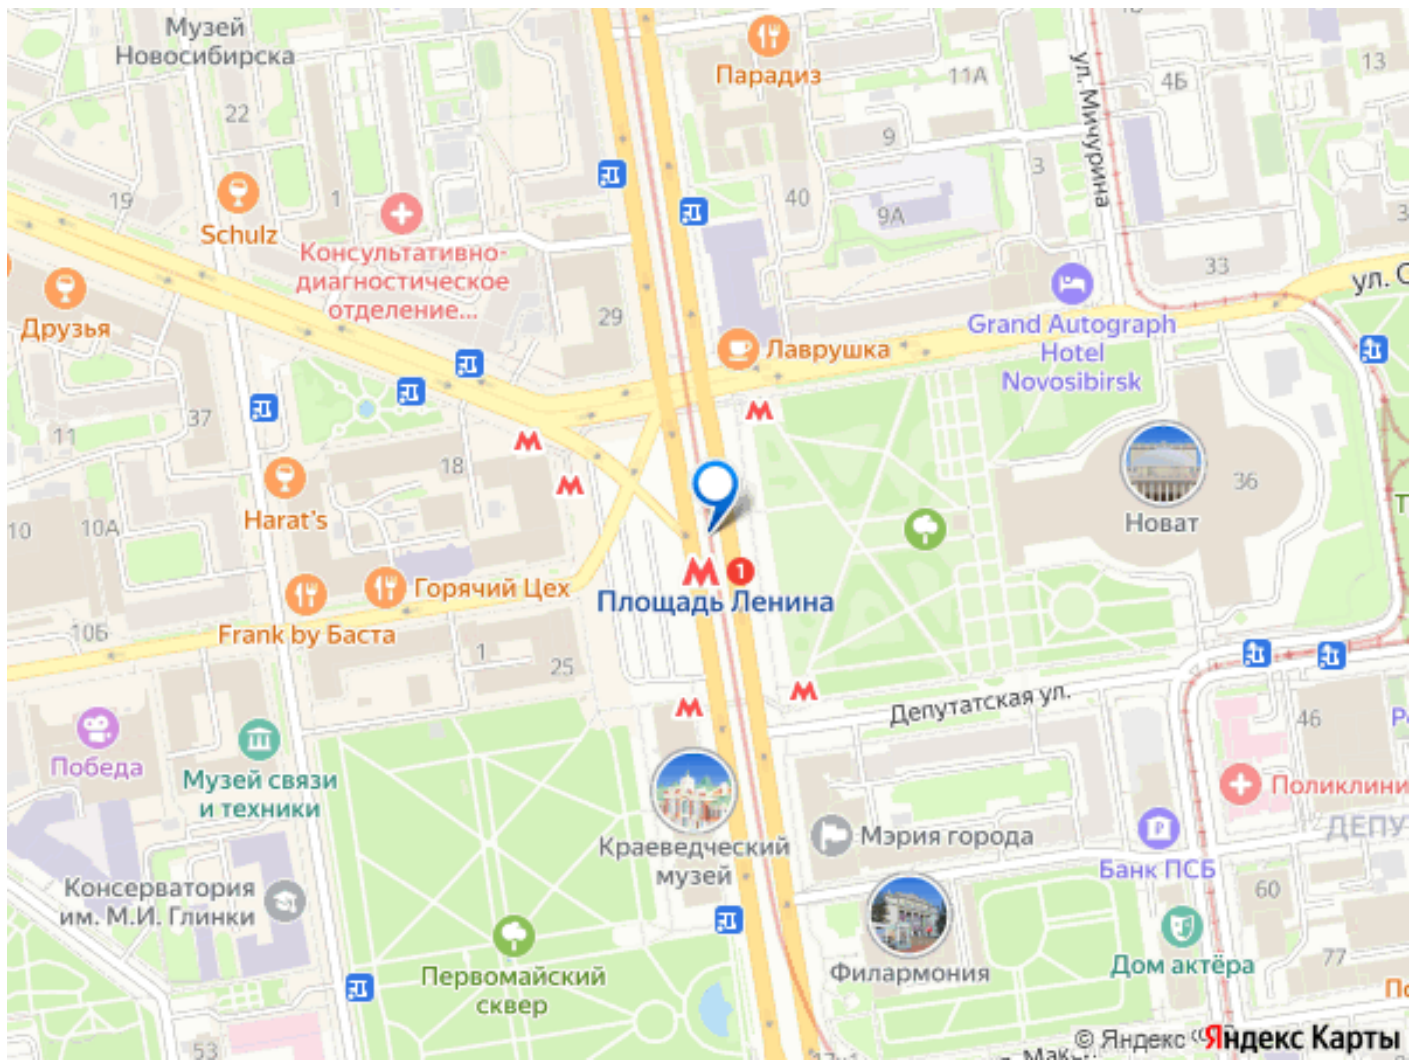 Музей
Новосибирска
Парадиз
11А
4Б
13
ул. Мичурина
22
9
3
19
1
40
9А
Schulz
Консультативно-
диагностическое
отделение...
33
ул. С
Друзья
29
Grand Autograph
Hotel
Novosibirsk
Лаврушка
37
11
18
36
Новат
10
10А
Harat's
Горячий Цех
1
Площадь Ленина
10Б
Frank by Баста
1
25
Депутатская ул.
46
Победа
Музей связи
и техники
Поликлини
ДЕПУ
Краеведческий
музей
Мэрия города
Банк ПСБ
Консерватория
им. М.И. Глинки
60
Филармония
Дом актёра
77
Первомайский
сквер
По
53
© Яндекс
Яндекс Карты